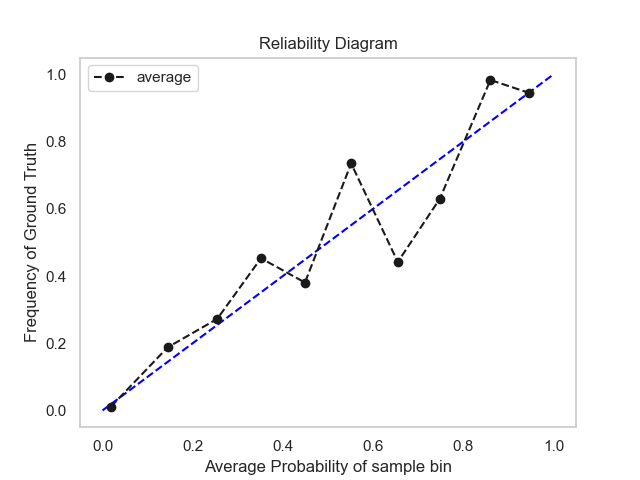 Reliability Diagram
average
Frequency of Ground Truth
1.0
0.8
0.6
0.4
0.2
0.0
0.0 0.2 0.4 0.6 0.8 1.0
Average Probability of sample bin